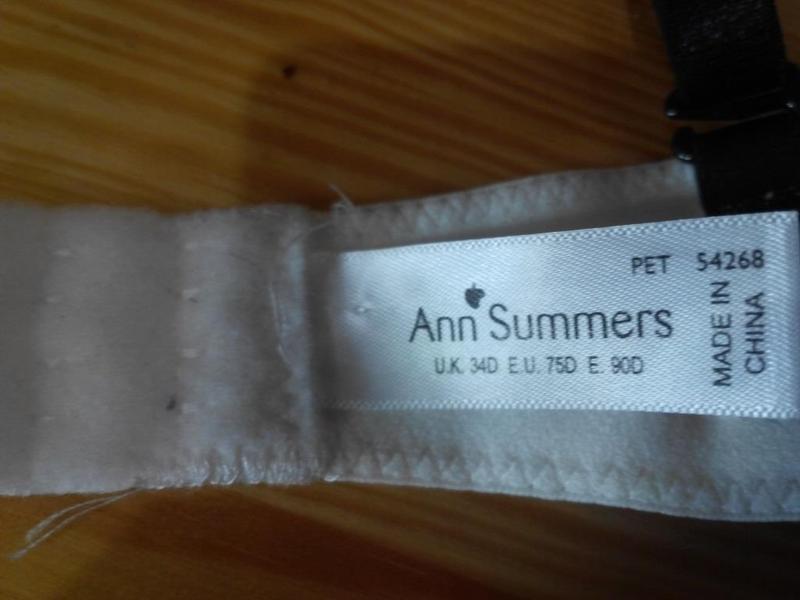 PET 54268
Ann Summers
U.K. 34D E.U. 75D E. 90D
MADE IN
CHINA